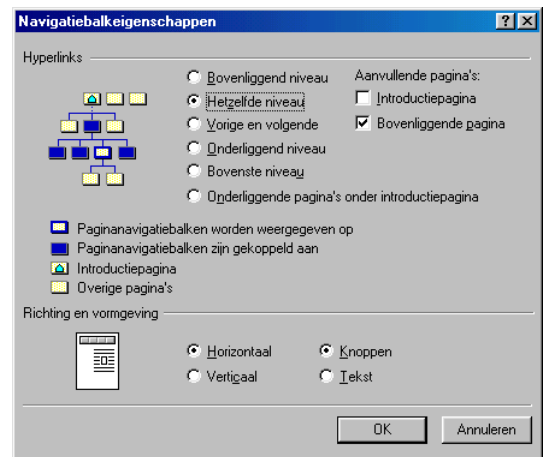 Navigatiebalkeigenschappen
Hyperlinks
Bovenliggend niveau
Hetzelfde niveau
Vorige en volgende
Onderliggend niveau
Bovenste niveau
Onderliggende pagina's onder introductiepagina
Aanvullende pagina's:
Introductiepagina
Bovenliggende pagina
Paginanavigatiebalken worden weergegeven op
Paginanavigatiebalken zijn gekoppeld aan
Introductiepagina
Overige pagina's
Richting en vormgeving
Horizontaal
Verticaal
Knoppen
Tekst
OK
Annuleren